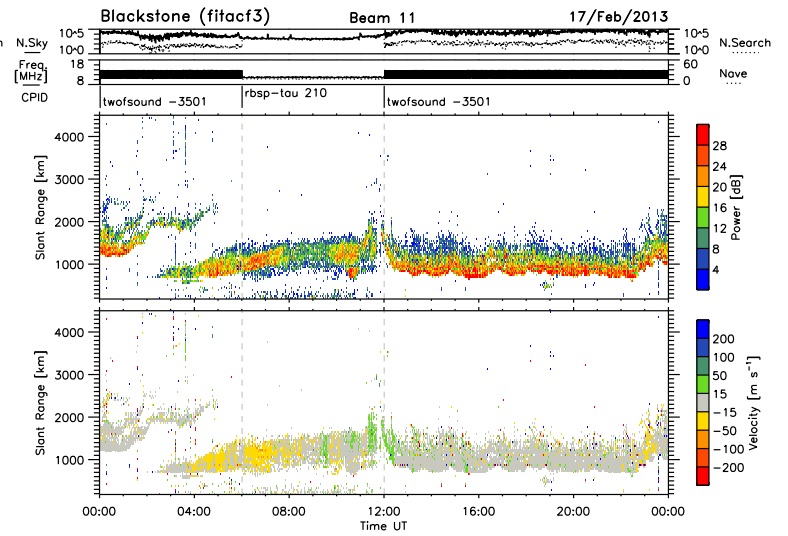 Blackstone (fitacf3) Beam 11 17/Feb/2013
N.Sky 10^5 10^0 10^5 10^0 N.Search
Freq. [MHz] 18 8 60 0 Nave
CPID twofsound -3501 rbsp-tau 210 twofsound -3501
Slant Range [km]
4000
3000
2000
1000
Power [dB]
28
24
20
16
12
8
4
Slant Range [km]
4000
3000
2000
1000
Velocity [m s⁻¹]
200
100
50
15
-15
-50
-100
-200
00:00 04:00 08:00 12:00 16:00 20:00 00:00
Time UT